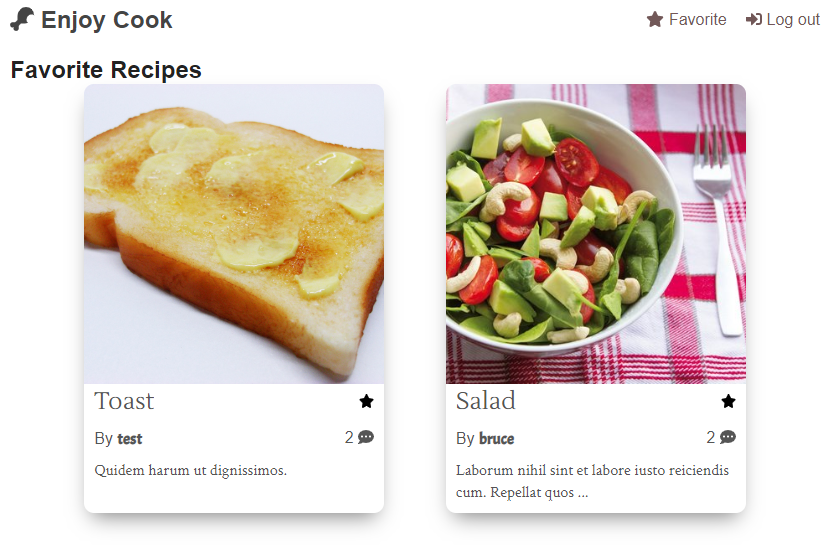 Enjoy Cook
Favorite
Log out
Favorite Recipes
Toast
By test
2
Quidem harum ut dignissimos.
Salad
By bruce
2
Laborum nihil sint et labore iusto reiciendis
cum. Repellat quos ...